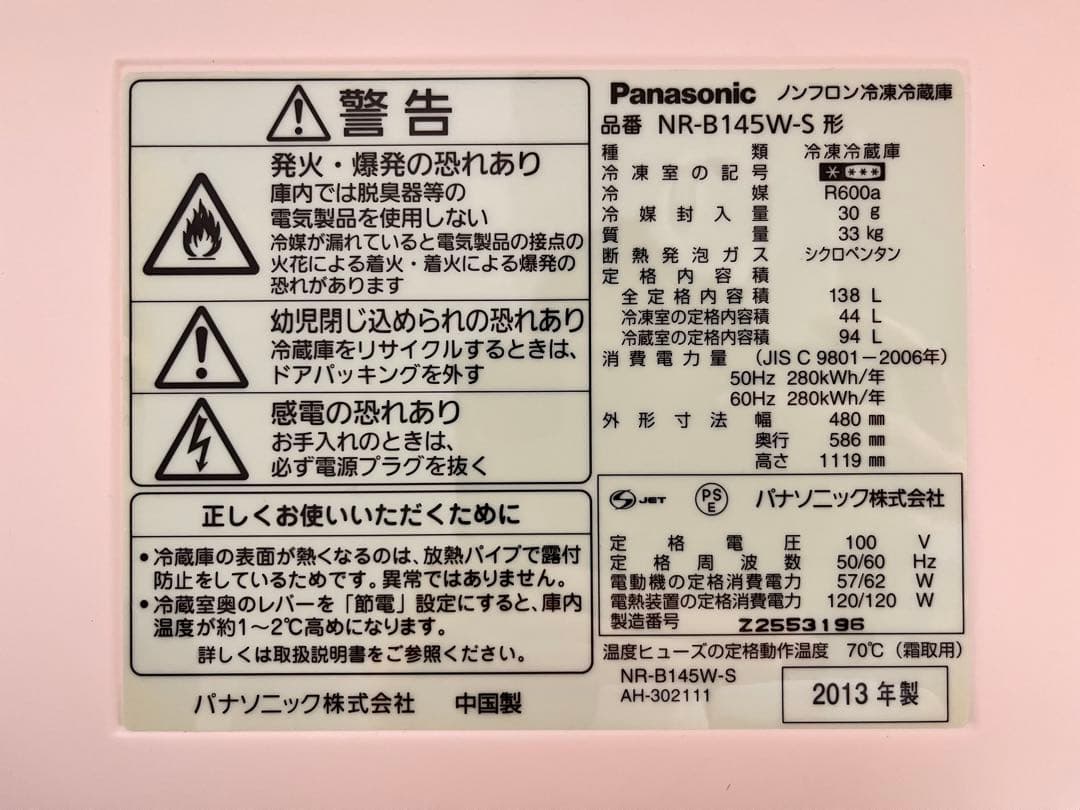 警告
発火・爆発の恐れあり
庫内では脱臭器等の
電気製品を使用しない
冷媒が漏れていると電気製品の接点の
火花による着火・着火による爆発の
恐れがあります
幼児閉じ込められの恐れあり
冷蔵庫をリサイクルするときは、
ドアパッキングを外す
感電の恐れあり
お手入れのときは、
必ず電源プラグを抜く
正しくお使いいただくために
•冷蔵庫の表面が熱くなるのは、放熱パイプで露付
防止をしているためです。異常ではありません。
•冷蔵室奥のレバーを「節電」設定にすると、庫内
温度が約1～2℃高めになります。
詳しくは取扱説明書をご参照ください。
パナソニック株式会社 中国製
Panasonic ノンフロン冷凍冷蔵庫
品番 NR-B145W-S 形
種類 冷凍冷蔵庫
冷凍室の記号 * ***
冷媒 R600a
冷媒封入量 30 g
質量 33 kg
断熱発泡ガス シクロペンタン
定格内容積
全定格内容積 138 L
冷凍室の定格内容積 44 L
冷蔵室の定格内容積 94 L
消費電力量 (JIS C 9801－2006年)
50Hz 280kWh/年
60Hz 280kWh/年
外形寸法 幅 480 mm
奥行 586 mm
高さ 1119 mm
S JET PSE パナソニック株式会社
定格電圧 100 V
定格周波数 50/60 Hz
電動機の定格消費電力 57/62 W
電熱装置の定格消費電力 120/120 W
製造番号 Z2553196
温度ヒューズの定格動作温度 70℃（霜取用）
NR-B145W-S
AH-302111
2013 年製